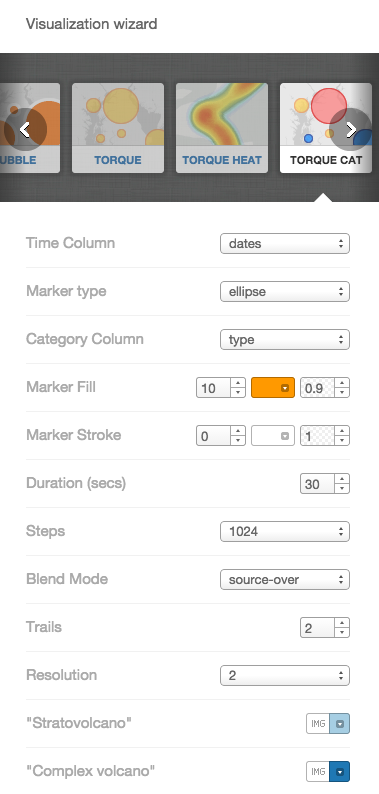 Visualization wizard
UBBLE TORQUE TORQUE HEAT TORQUE CAT
Time Column dates
Marker type ellipse
Category Column type
Marker Fill 10 0.9
Marker Stroke 0 1
Duration (secs) 30
Steps 1024
Blend Mode source-over
Trails 2
Resolution 2
"Stratovolcano" IMG
"Complex volcano" IMG